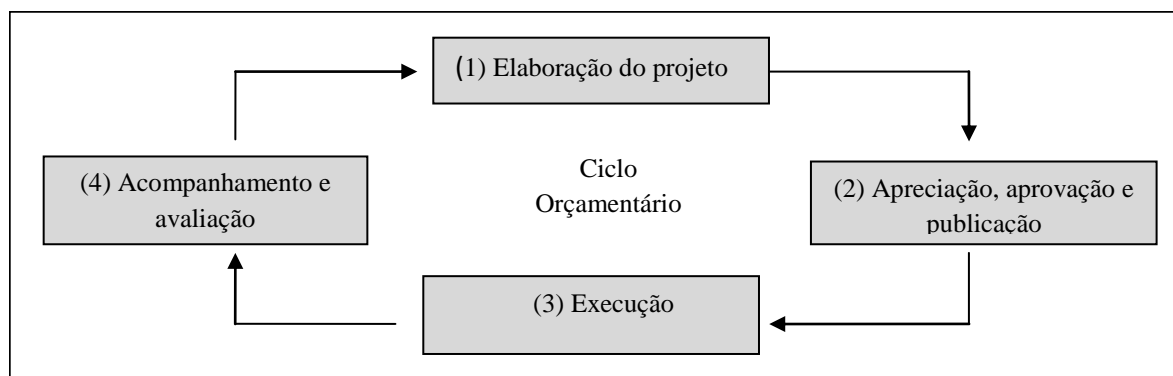 (1) Elaboração do projeto
(4) Acompanhamento e
avaliação
Ciclo
Orçamentário
(2) Apreciação, aprovação e
publicação
(3) Execução